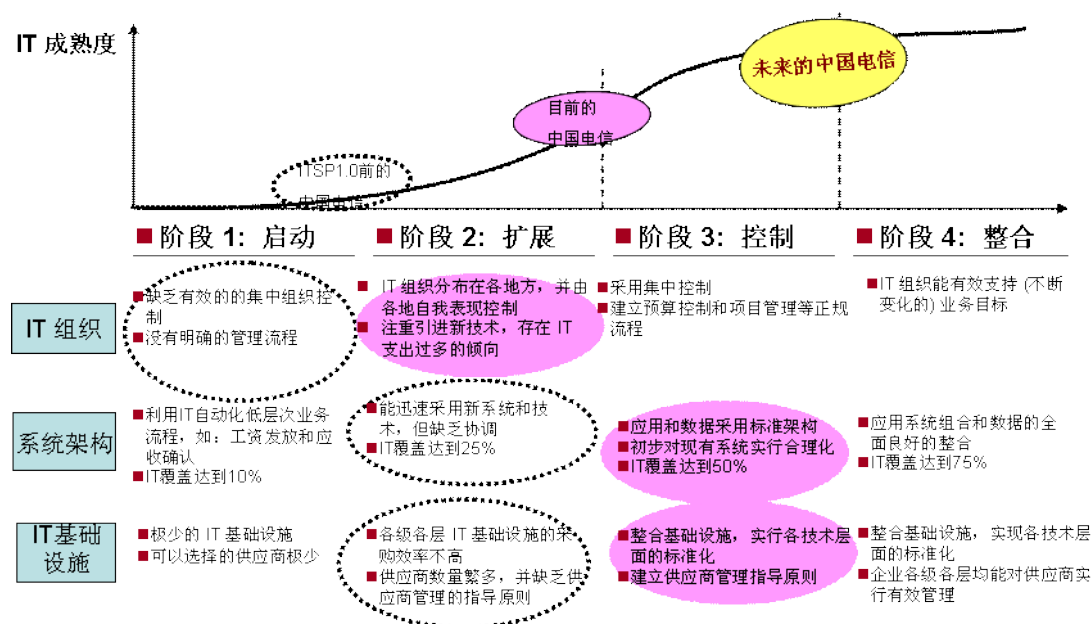 IT 成熟度
未来的中国电信
目前的
中国电信
ITSP1.0前的
中国电信
阶段 1: 启动
阶段 2: 扩展
阶段 3: 控制
阶段 4: 整合
IT 组织
缺乏有效的的集中组织控
制
没有明确的管理流程
IT 组织分布在各地方，并由
各地自我表现控制
注重引进新技术，存在 IT
支出过多的倾向
采用集中控制
建立预算控制和项目管理等正规
流程
IT 组织能有效支持 (不断
变化的) 业务目标
系统架构
利用IT自动化低层次业务
流程，如：工资发放和应
收确认
IT覆盖达到10%
能迅速采用新系统和技
术，但缺乏协调
IT覆盖达到25%
应用和数据采用标准架构
初步对现有系统实行合理化
IT覆盖达到50%
应用系统组合和数据的全
面良好的整合
IT覆盖达到75%
IT基础
设施
极少的 IT 基础设施
可以选择的供应商极少
各级各层 IT 基础设施的采
购效率不高
供应商数量繁多，并缺乏供
应商管理的指导原则
整合基础设施，实行各技术层
面的标准化
建立供应商管理指导原则
整合基础设施，实现各技术层
面的标准化
企业各级各层均能对供应商实
行有效管理